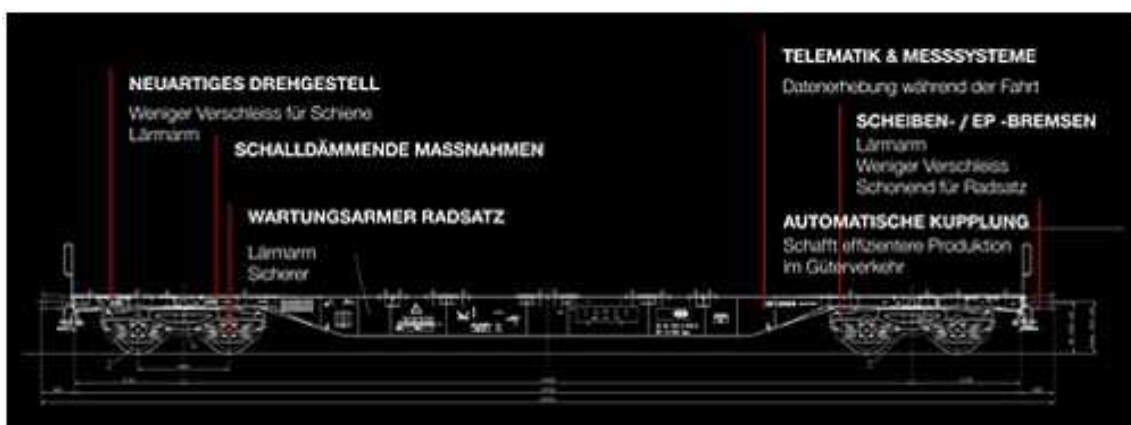 NEUARTIGES DREHGESTELL
Weniger Verschleiss für Schiene
Lärmarm
SCHALLDÄMMENDE MASSNAHMEN
WARTUNGSARMER RADSATZ
Lärmarm
Sicherer
TELEMATIK & MESSSYSTEME
Datenerhebung während der Fahrt
SCHEIBEN- / EP -BREMSEN
Lärmarm
Weniger Verschleiss
Schonend für Radsatz
AUTOMATISCHE KUPPLUNG
Schafft effizientere Produktion
im Güterverkehr